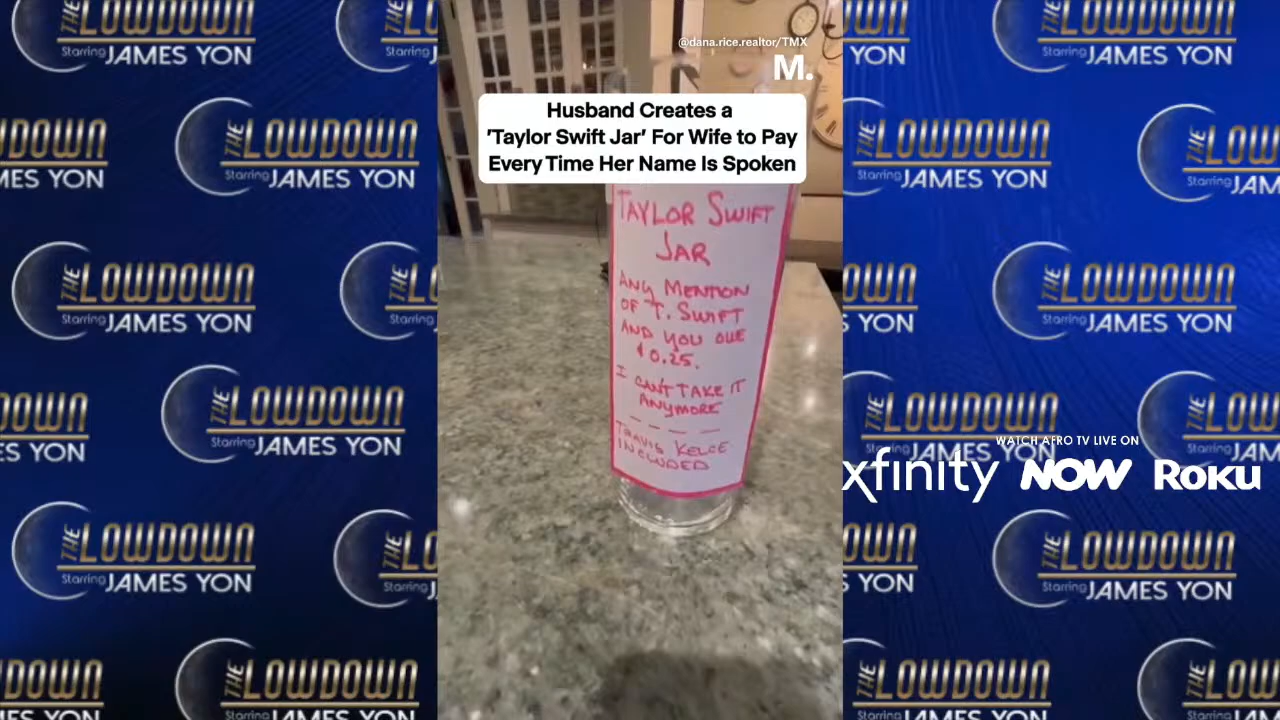 @dana.rice.realtor/TMX
M.
Husband Creates a
'Taylor Swift Jar' For Wife to Pay
Every Time Her Name Is Spoken
TAYLOR SWIFT
JAR
ANY MENTION
OF T. SWIFT
AND YOU OWE
$0.25.
I CAN'T TAKE IT
ANYMORE
TRAVIS KELCE
INCLUDED
THE LOWDOWN
Starring JAMES YON
WATCH AFRO TV LIVE ON
xfinity NOW ROKU